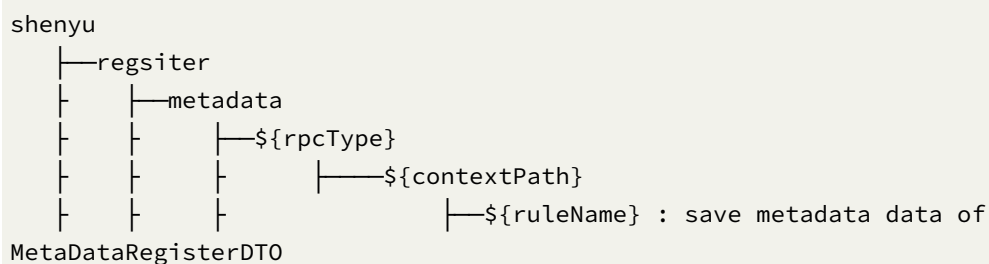 shenyu
   ├──regsiter
   ├    ├──metadata
   ├    ├     ├──${rpcType}
   ├    ├     ├      ├────${contextPath}
   ├    ├     ├               ├──${ruleName} : save metadata data of
MetaDataRegisterDTO